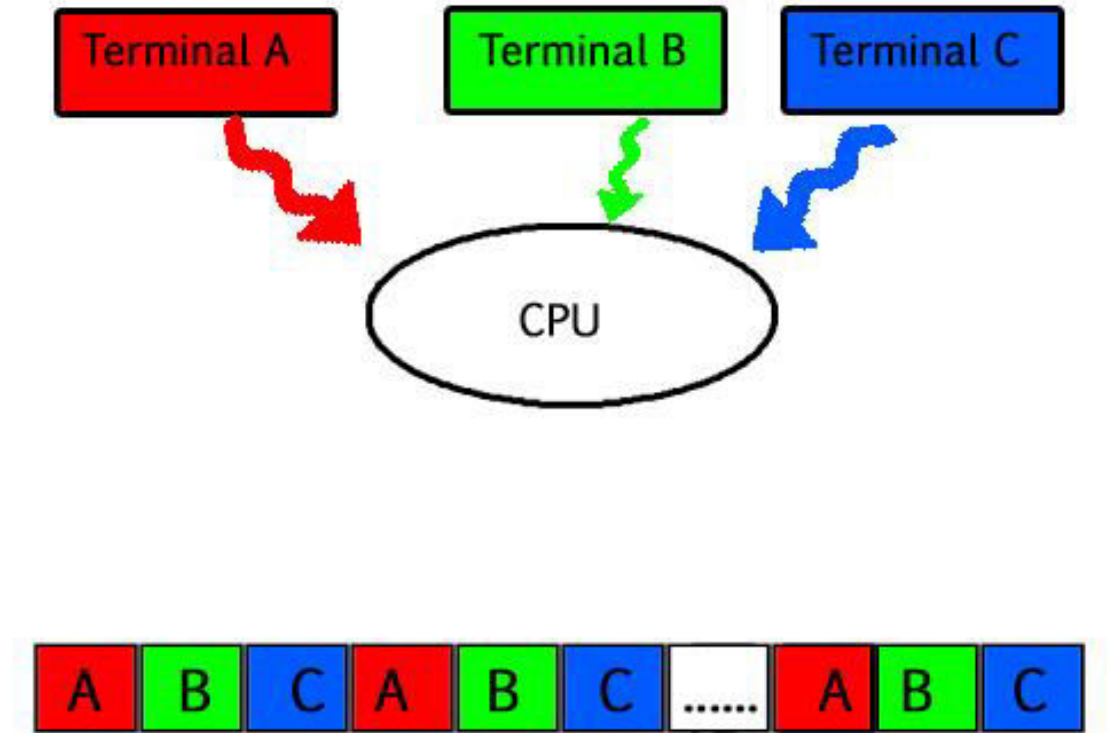 Terminal A
Terminal B
Terminal C
CPU
A B C A B C ...... A B C